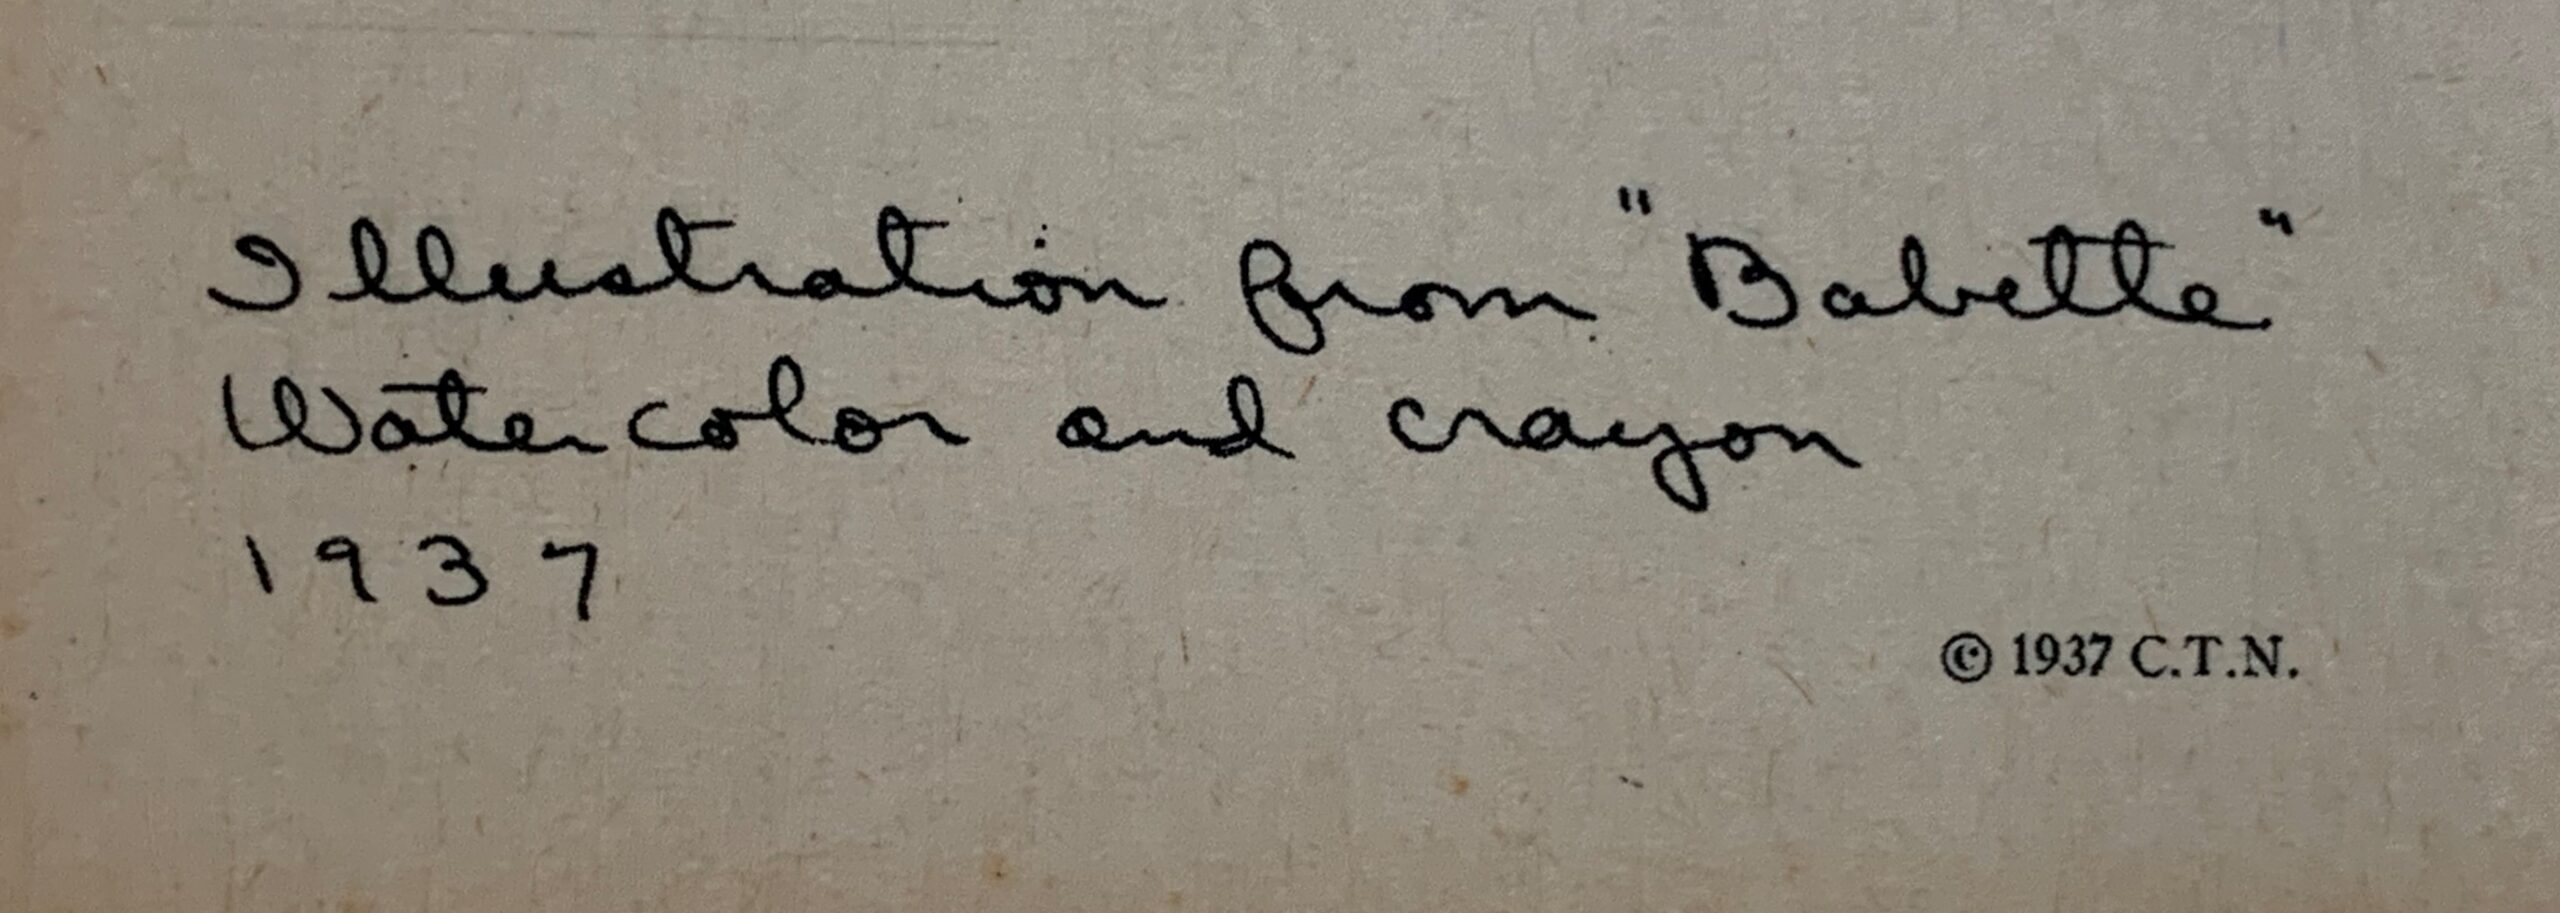 Illustration from "Babette"
Watercolor and crayon
1937
© 1937 C.T.N.